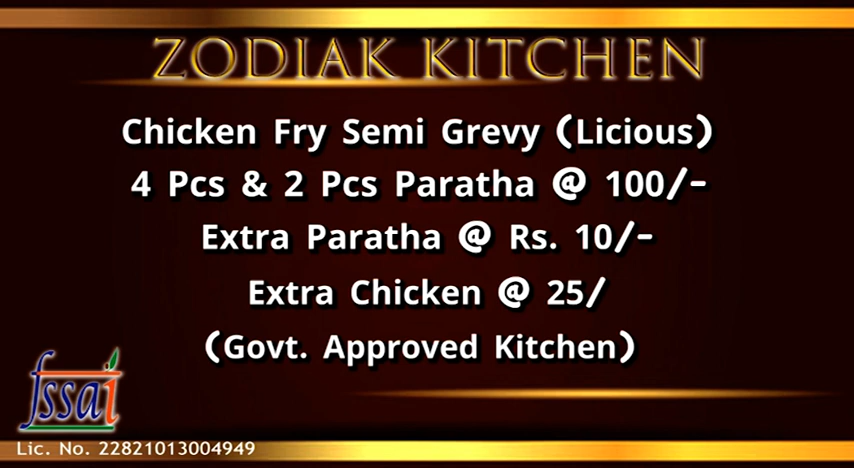 ZODIAK KITCHEN
Chicken Fry Semi Grevy (Licious)
4 Pcs & 2 Pcs Paratha @ 100/-
Extra Paratha @ Rs. 10/-
Extra Chicken @ 25/
(Govt. Approved Kitchen)
fssai
Lic. No. 22821013004949